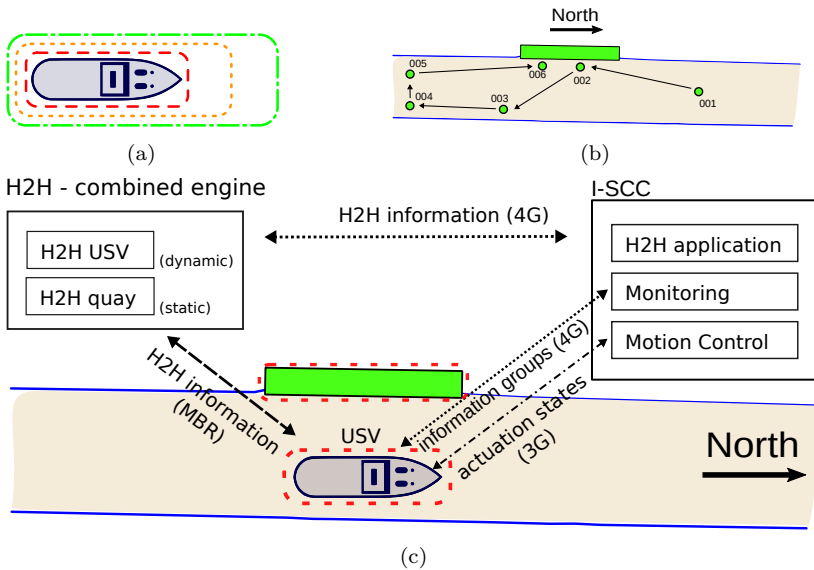 North
005
006
002
001
004
003
(a)
(b)
H2H - combined engine
I-SCC
H2H information (4G)
H2H USV
(dynamic)
H2H quay
(static)
H2H application
Monitoring
Motion Control
H2H information
(MBR)
information groups (4G)
actuation states
(3G)
USV
North
(c)